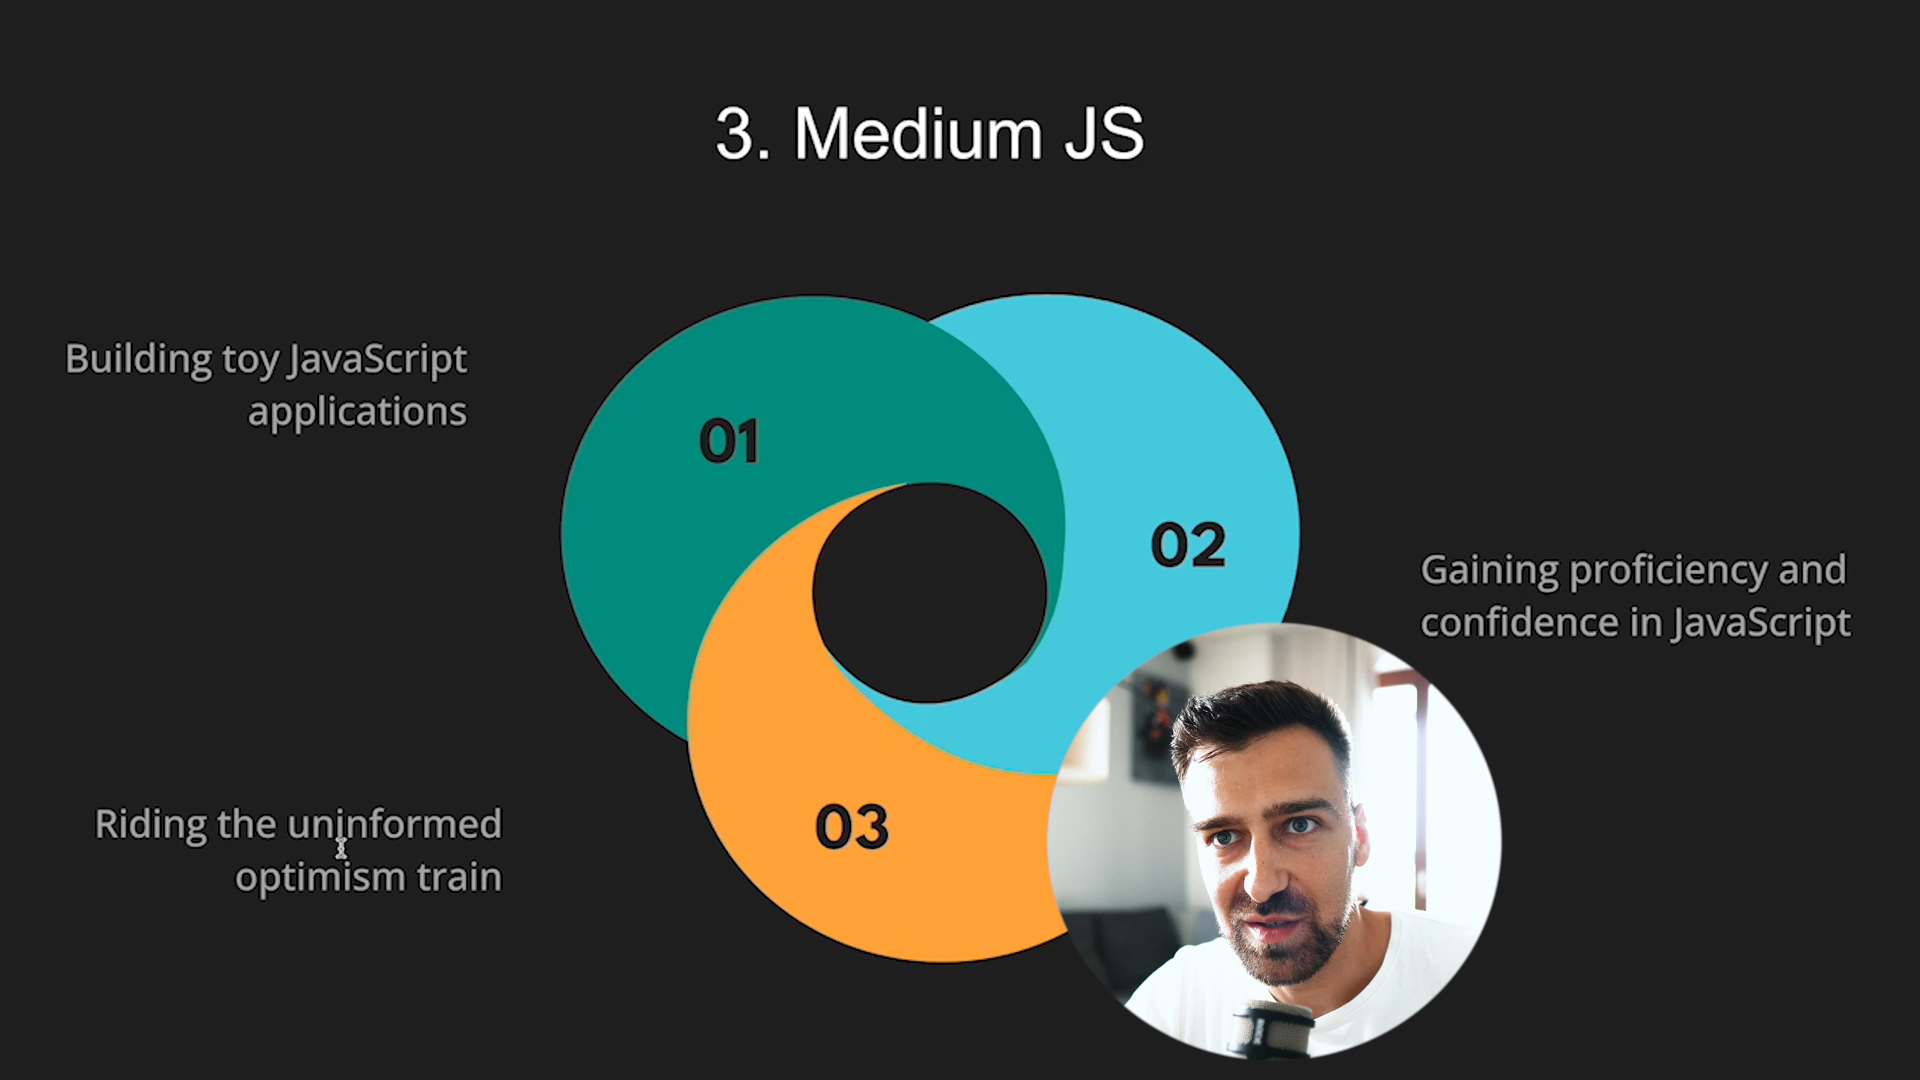 3. Medium JS
Building toy JavaScript
applications
01
02
Gaining proficiency and
confidence in JavaScript
Riding the uninformed
optimism train
03